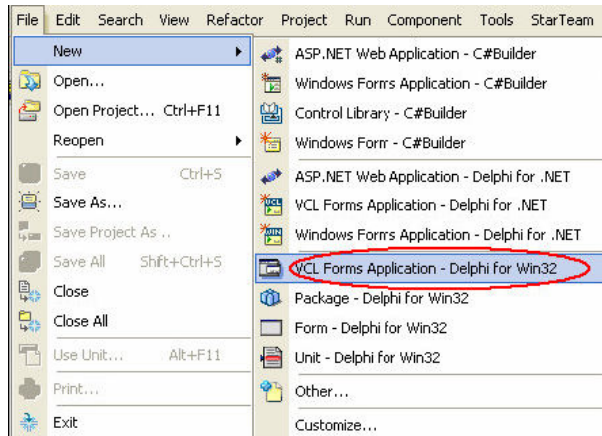 File Edit Search View Refactor Project Run Component Tools StarTeam
New
Open...
Open Project... Ctrl+F11
Reopen
Save Ctrl+S
Save As...
Save Project As ..
Save All Shift+Ctrl+S
Close
Close All
Use Unit... Alt+F11
Print...
Exit
ASP.NET Web Application - C#Builder
Windows Forms Application - C#Builder
Control Library - C#Builder
Windows Form - C#Builder
ASP.NET Web Application - Delphi for .NET
VCL Forms Application - Delphi for .NET
Windows Forms Application - Delphi for .NET
VCL Forms Application - Delphi for Win32
Package - Delphi for Win32
Form - Delphi for Win32
Unit - Delphi for Win32
Other...
Customize...